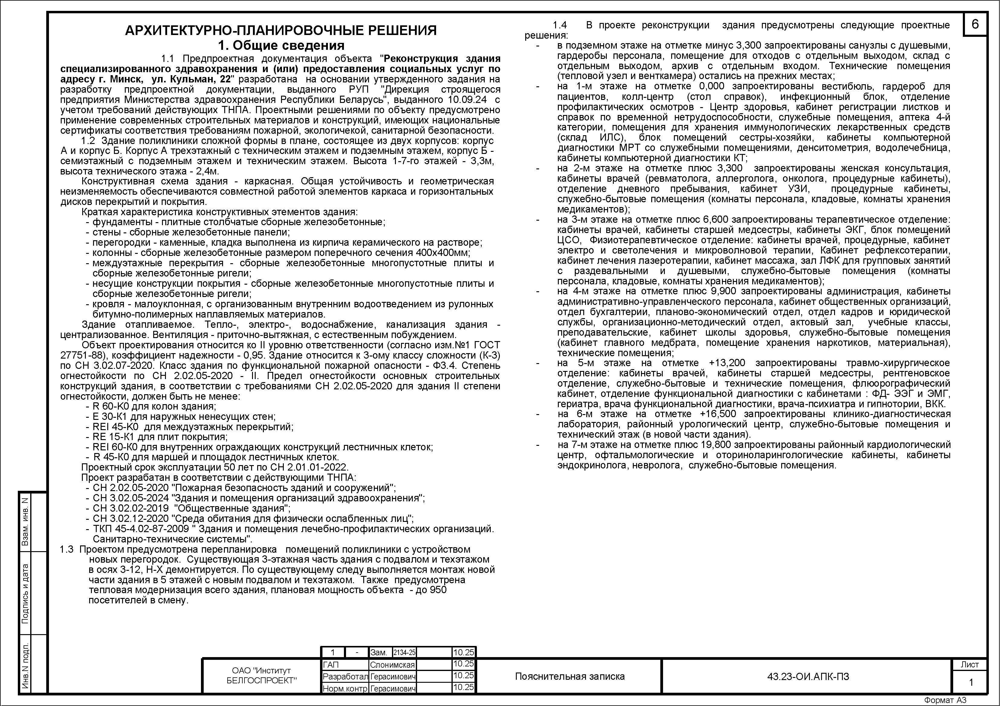 АРХИТЕКТУРНО-ПЛАНИРОВОЧНЫЕ РЕШЕНИЯ
1. Общие сведения
1.1 Предпроектная документация объекта "Реконструкция здания
специализированного здравохранения и (или) предоставления социальных услуг по
адресу г. Минск, ул. Кульман, 22" разработана на основании утвержденного задания на
разработку предпроектной документации, выданного РУП "Дирекция строящегося
предприятия Министерства здравоохранения Республики Беларусь", выданного 10.09.24 с
учетом требований действующих ТНПА. Проектными решениями по объекту предусмотрено
применение современных строительных материалов и конструкций, имеющих национальные
сертификаты соответствия требованиям пожарной, экологичекой, санитарной безопасности.
1.2 Здание поликлиники сложной формы в плане, состоящее из двух корпусов: корпус
А и корпус Б. Корпус А трехэтажный с техническим этажем и подземным этажем, корпус Б -
семиэтажный с подземным этажем и техническим этажем. Высота 1-7-го этажей - 3,3м,
высота технического этажа - 2,4м.
Конструктивная схема здания - каркасная. Общая устойчивость и геометрическая
неизменяемость обеспечиваются совместной работой элементов каркаса и горизонтальных
дисков перекрытий и покрытия.
Краткая характеристика конструктивных этементов здания:
- фундаменты - плитные столбчатые сборные железобетонные;
- стены - сборные железобетонные панели;
- перегородки - каменные, кладка выполнена из кирпича керамического на растворе;
- колонны - сборные железобетонные размером поперечного сечения 400х400мм;
- междуэтажные перекрытия - сборные железобетонные многопустотные плиты и
сборные железобетонные ригели;
- несущие конструкции покрытия - сборные железобетонные многопустотные плиты и
сборные железобетонные ригели;
- кровля - малоуклонная, с организованным внутренним водоотведением из рулонных
битумно-полимерных наплавляемых материалов.
Здание отапливаемое. Тепло-, электро-, водоснабжение, канализация здания -
централизованное. Вентиляция - приточно-вытяжная, с естественным побуждением.
Объект проектирования относится ко II уровню ответственности (согласно изм.№1 ГОСТ
27751-88), коэффициент надежности - 0,95. Здание относится к 3-ому классу сложности (К-3)
по СН 3.02.07-2020. Класс здания по функциональной пожарной опасности - Ф3.4. Степень
огнестойкости по СН 2.02.05-2020 - II. Предел огнестойкости основных строительных
конструкций здания, в соответствии с требованиями СН 2.02.05-2020 для здания II степени
огнестойкости, должен быть не менее:
- R 60-К0 для колон здания;
- E 30-К1 для наружных ненесущих стен;
- REI 45-К0 для междуэтажных перекрытий;
- RE 15-К1 для плит покрытия;
- REI 60-К0 для внутренних ограждающих конструкций лестничных клеток;
- R 45-К0 для маршей и площадок лестничных клеток.
Проектный срок эксплуатации 50 лет по СН 2.01.01-2022.
Проект разрабатан в соответствии с действующими ТНПА:
- СН 2.02.05-2020 "Пожарная безопасность зданий и сооружений";
- СН 3.02.05-2024 "Здания и помещения организаций здравоохранения";
- СН 3.02.02-2019 "Общественные здания";
- СН 3.02.12-2020 "Среда обитания для физически ослабленных лиц";
- ТКП 45-4.02-87-2009 " Здания и помещения лечебно-профилактических организаций.
Санитарно-технические системы".
1.3 Проектом предусмотрена перепланировка помещений поликлиники с устройством
новых перегородок. Существующая 3-этажная часть здания с подвалом и техэтажом
в осях 3-12, Н-Х демонтируется. По существующему следу выполняется монтаж новой
части здания в 5 этажей с новым подвалом и техэтажом. Также предусмотрена
тепловая модернизация всего здания, плановая мощность объекта - до 950
посетителей в смену.
1.4 В проекте реконструкции здания предусмотрены следующие проектные
решения:
- в подземном этаже на отметке минус 3,300 запроектированы санузлы с душевыми,
гардеробы персонала, помещение для отходов с отдельным выходом, склад с
отдельным выходом, архив с отдельным входом. Технические помещения
(тепловой узел и венткамера) остались на прежних местах;
- на 1-м этаже на отметке 0,000 запроектированы вестибюль, гардероб для
пациентов, колл-центр (стол справок), инфекционный блок, отделение
профилактических осмотров - Центр здоровья, кабинет регистрации листков и
справок по временной нетрудоспособности, служебные помещения, аптека 4-й
категории, помещения для хранения иммунологических лекарственных средств
(склад ИЛС), блок помещений сестры-хозяйки, кабинеты компьютерной
диагностики МРТ со служебными помещениями, денситометрия, водолечебница,
кабинеты компьютерной диагностики КТ;
- на 2-м этаже на отметке плюс 3,300 запроектированы женская консультация,
кабинеты врачей (ревматолога, аллерголога, онколога, процедурные кабинеты),
отделение дневного пребывания, кабинет УЗИ, процедурные кабинеты,
служебно-бытовые помещения (комнаты персонала, кладовые, комнаты хранения
медикаментов);
- на 3-м этаже на отметке плюс 6,600 запроектированы терапевтическое отделение:
кабинеты врачей, кабинеты старшей медсестры, кабинеты ЭКГ, блок помещений
ЦСО, Физиотерапевтическое отделение: кабинеты врачей, процедурные, кабинет
электро и светолечения и микроволновой терапии, Кабинет рефлексотерапии,
кабинет лечения лазеротерапии, кабинет массажа, зал ЛФК для групповых занятий
с раздевальными и душевыми, служебно-бытовые помещения (комнаты
персонала, кладовые, комнаты хранения медикаментов);
- на 4-м этаже на отметке плюс 9,900 запроектированы администрация, кабинеты
административно-управленческого персонала, кабинет общественных организаций,
отдел бухгалтерии, планово-экономический отдел, отдел кадров и юридической
службы, организационно-методический отдел, актовый зал, учебные классы,
преподавательские, кабинет школы здоровья, служебно-бытовые помещения
(кабинет главного медбрата, помещение хранения наркотиков, материальная),
технические помещения;
- на 5-м этаже на отметке +13,200 запроектированы травмо-хирургическое
отделение: кабинеты врачей, кабинеты старшей медсестры, рентгеновское
отделение, служебно-бытовые и технические помещения, флюорографический
кабинет, отделение функциональной диагностики с кабинетами : ФД- ЭЭГ и ЭМГ,
гериатра, врача функциональной диагностики, врача-психиатра и гипнотории, ВКК.
- на 6-м этаже на отметке +16,500 запроектированы клинико-диагностическая
лаборатория, районный урологический центр, служебно-бытовые помещения и
технический этаж (в новой части здания).
- на 7-м этаже на отметке плюс 19,800 запроектированы районный кардиологический
центр, офтальмологические и оториноларингологические кабинеты, кабинеты
эндокринолога, невролога, служебно-бытовые помещения.
6
Взам. инв. N
Подпись и дата
Инв.N подп.
ОАО "Институт
БЕЛГОСПРОЕКТ"
1 - Зам. 2134-25 10.25
ГАП Слонимская 10.25
Разработал Герасимович 10.25
Норм.контр Герасимович 10.25
Пояснительная записка
43.23-ОИ.АПК-ПЗ
Лист
1
Формат А3